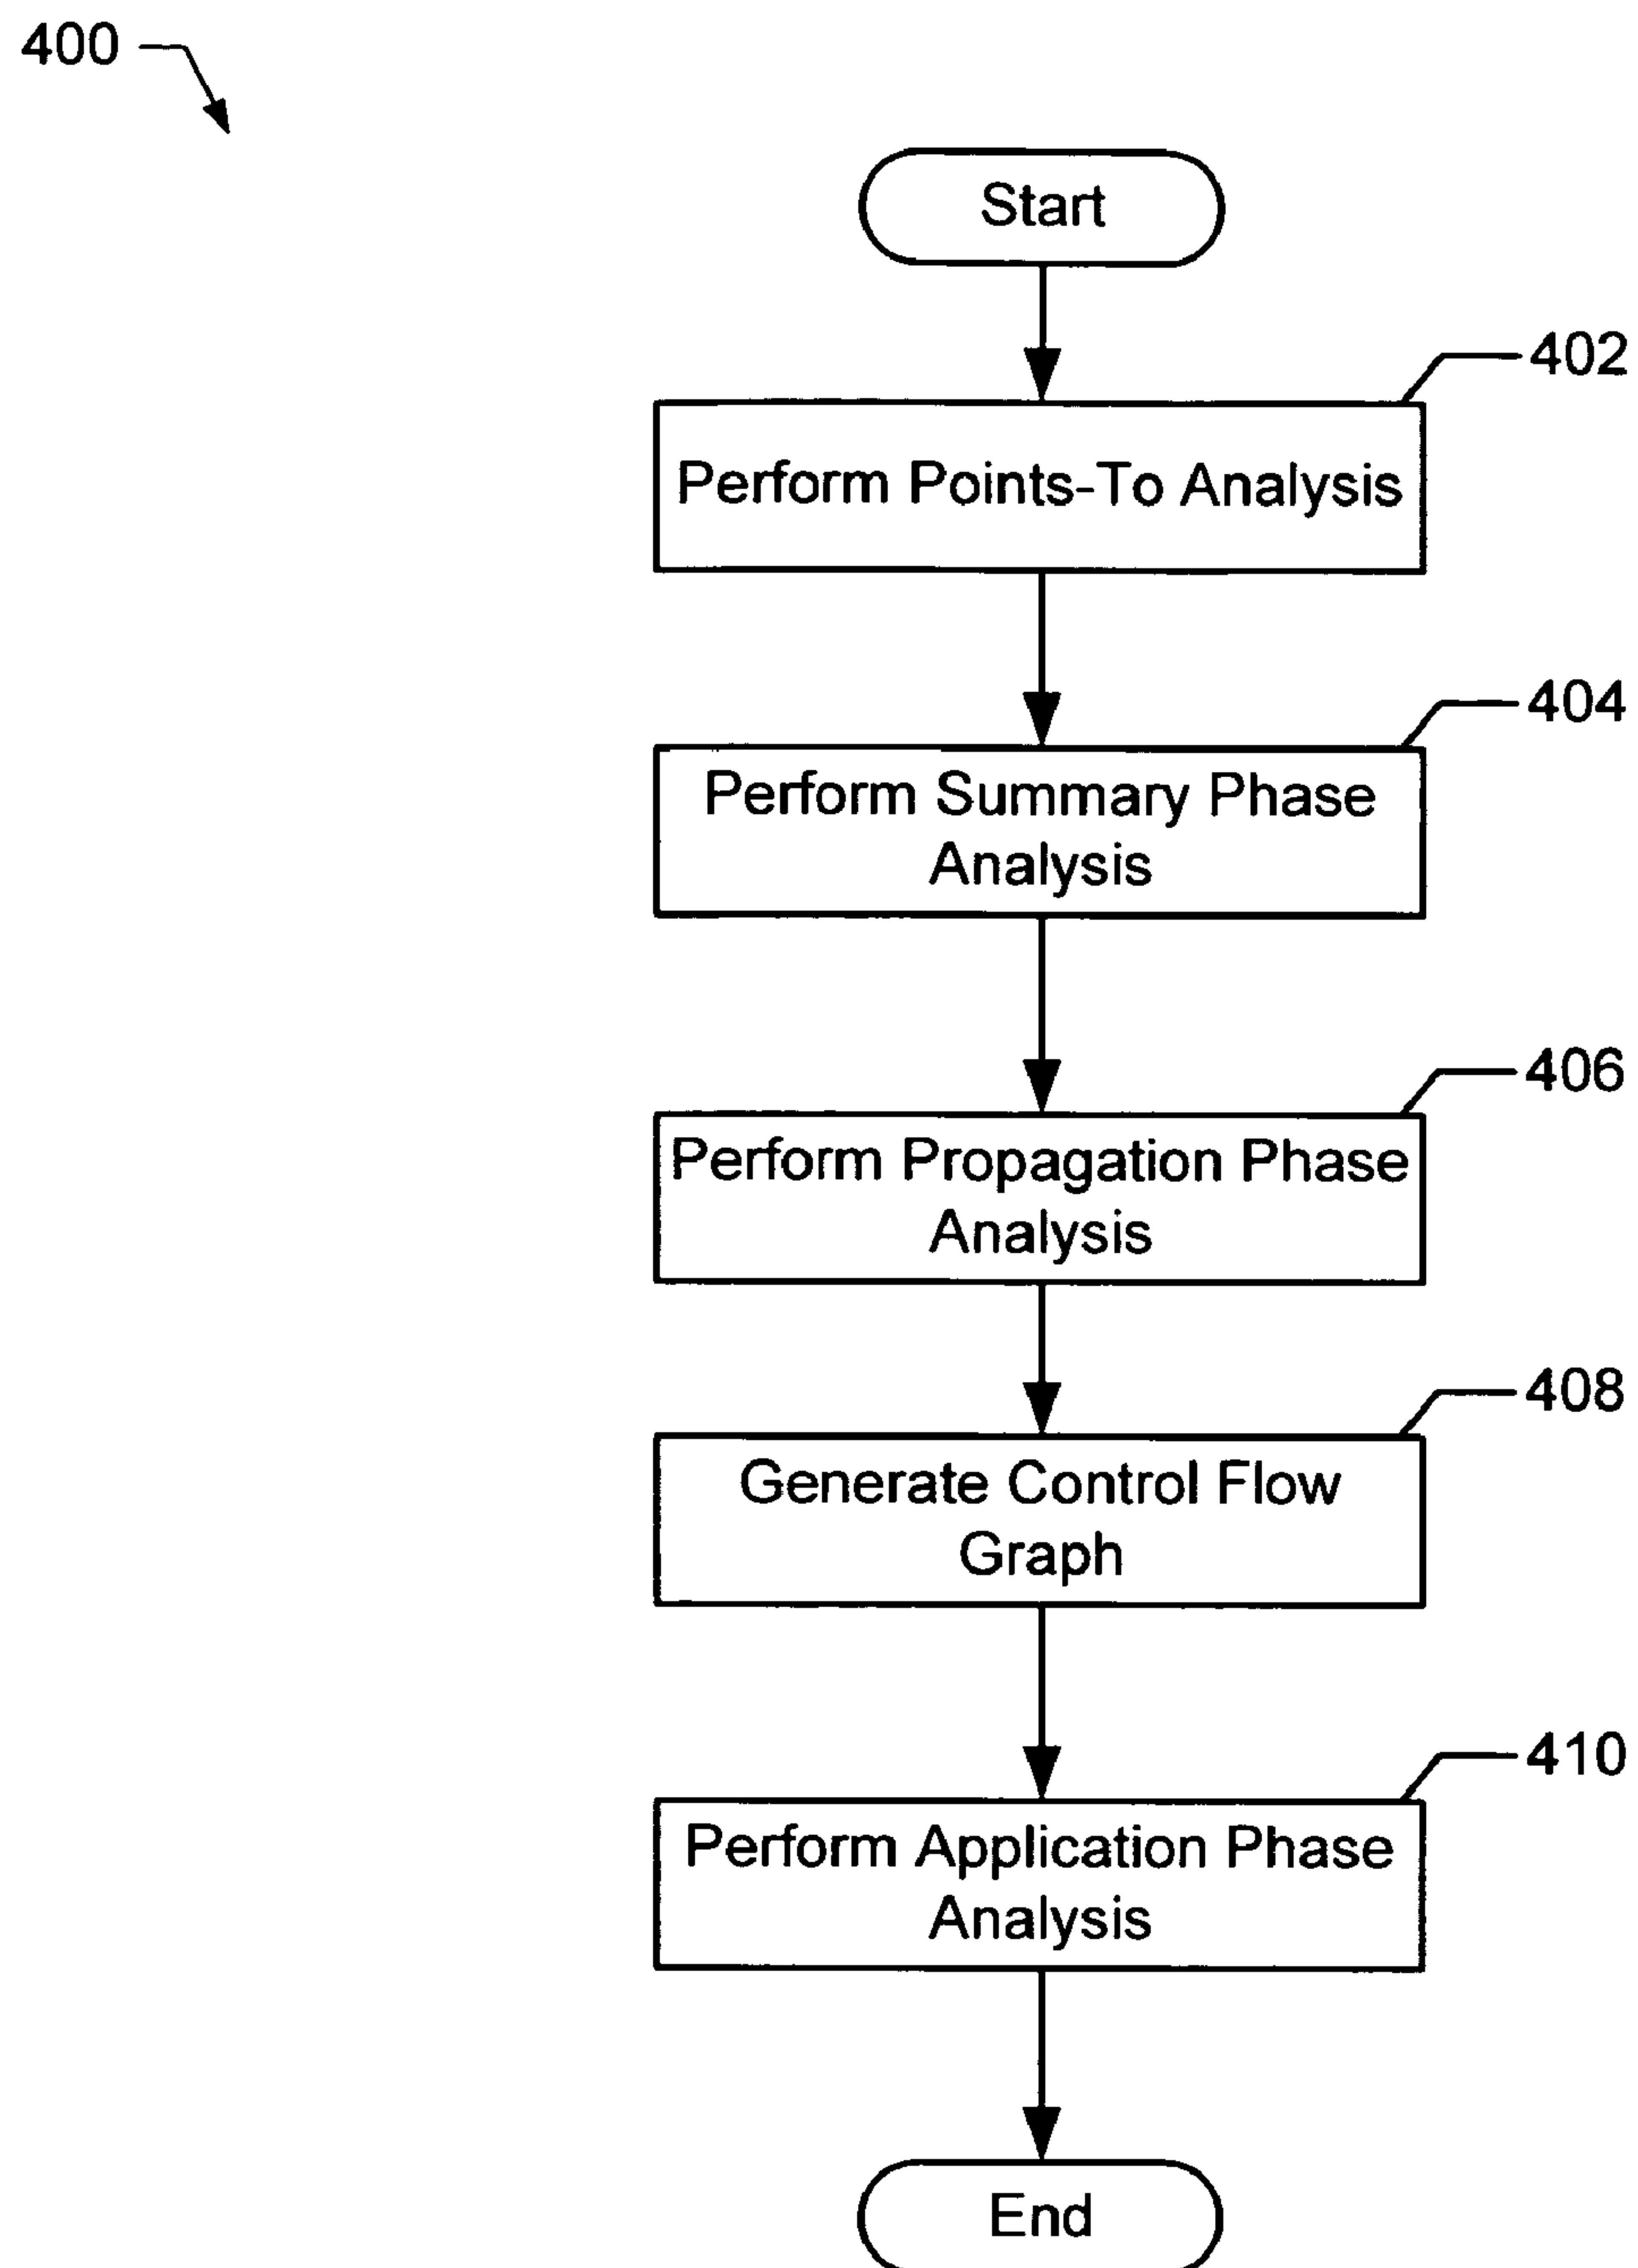 400
Start
402
Perform Points-To Analysis
404
Perform Summary Phase
Analysis
406
Perform Propagation Phase
Analysis
408
Generate Control Flow
Graph
410
Perform Application Phase
Analysis
End